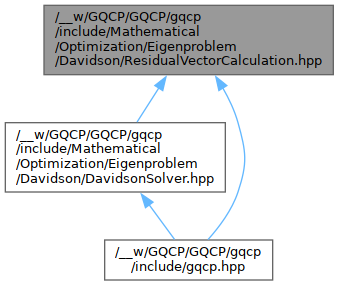 /__w/GQCP/GQCP/gqcp
/include/Mathematical
/Optimization/Eigenproblem
/Davidson/ResidualVectorCalculation.hpp
/__w/GQCP/GQCP/gqcp
/include/Mathematical
/Optimization/Eigenproblem
/Davidson/DavidsonSolver.hpp
/__w/GQCP/GQCP/gqcp
/include/gqcp.hpp